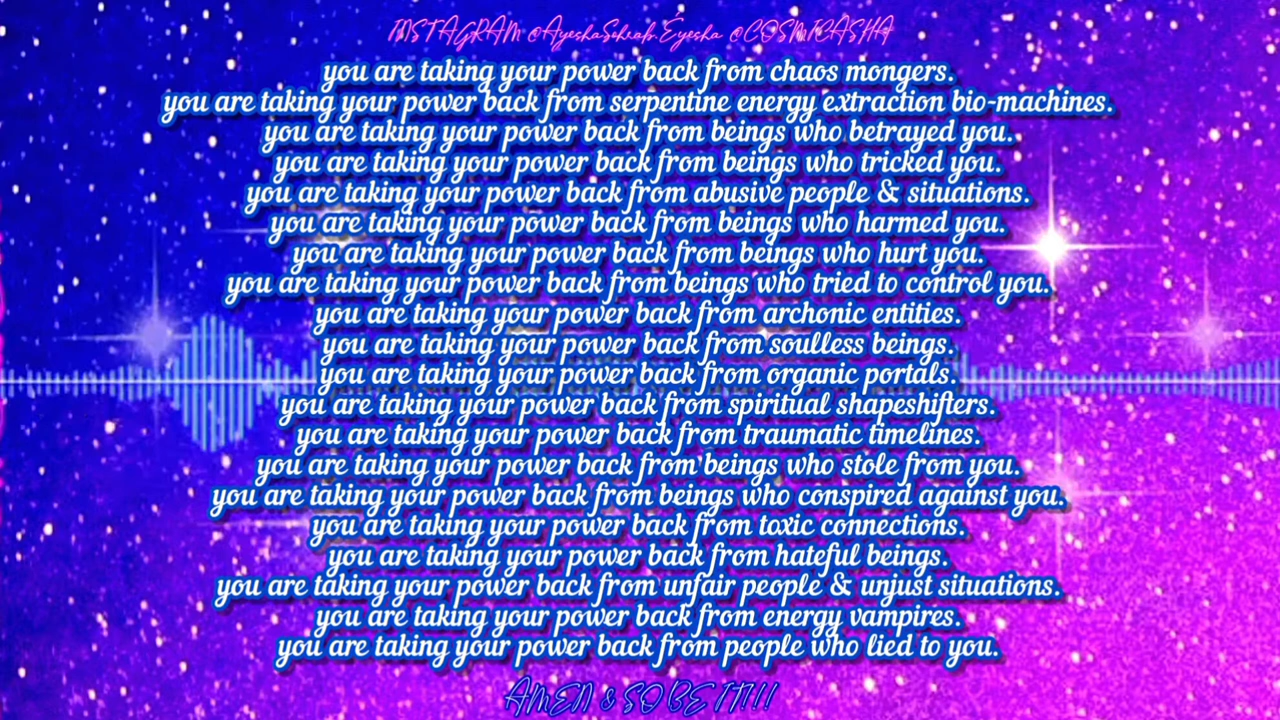 INSTAGRAM @AyeshaSohrab.Eyesha @COSMICASHA
you are taking your power back from chaos mongers.
you are taking your power back from serpentine energy extraction bio-machines.
you are taking your power back from beings who betrayed you.
you are taking your power back from beings who tricked you.
you are taking your power back from abusive people & situations.
you are taking your power back from beings who harmed you.
you are taking your power back from beings who hurt you.
you are taking your power back from beings who tried to control you.
you are taking your power back from archonic entities.
you are taking your power back from soulless beings.
you are taking your power back from organic portals.
you are taking your power back from spiritual shapeshifters.
you are taking your power back from traumatic timelines.
you are taking your power back from beings who stole from you.
you are taking your power back from beings who conspired against you.
you are taking your power back from toxic connections.
you are taking your power back from hateful beings.
you are taking your power back from unfair people & unjust situations.
you are taking your power back from energy vampires.
you are taking your power back from people who lied to you.
AMEN & SO BE IT!!!